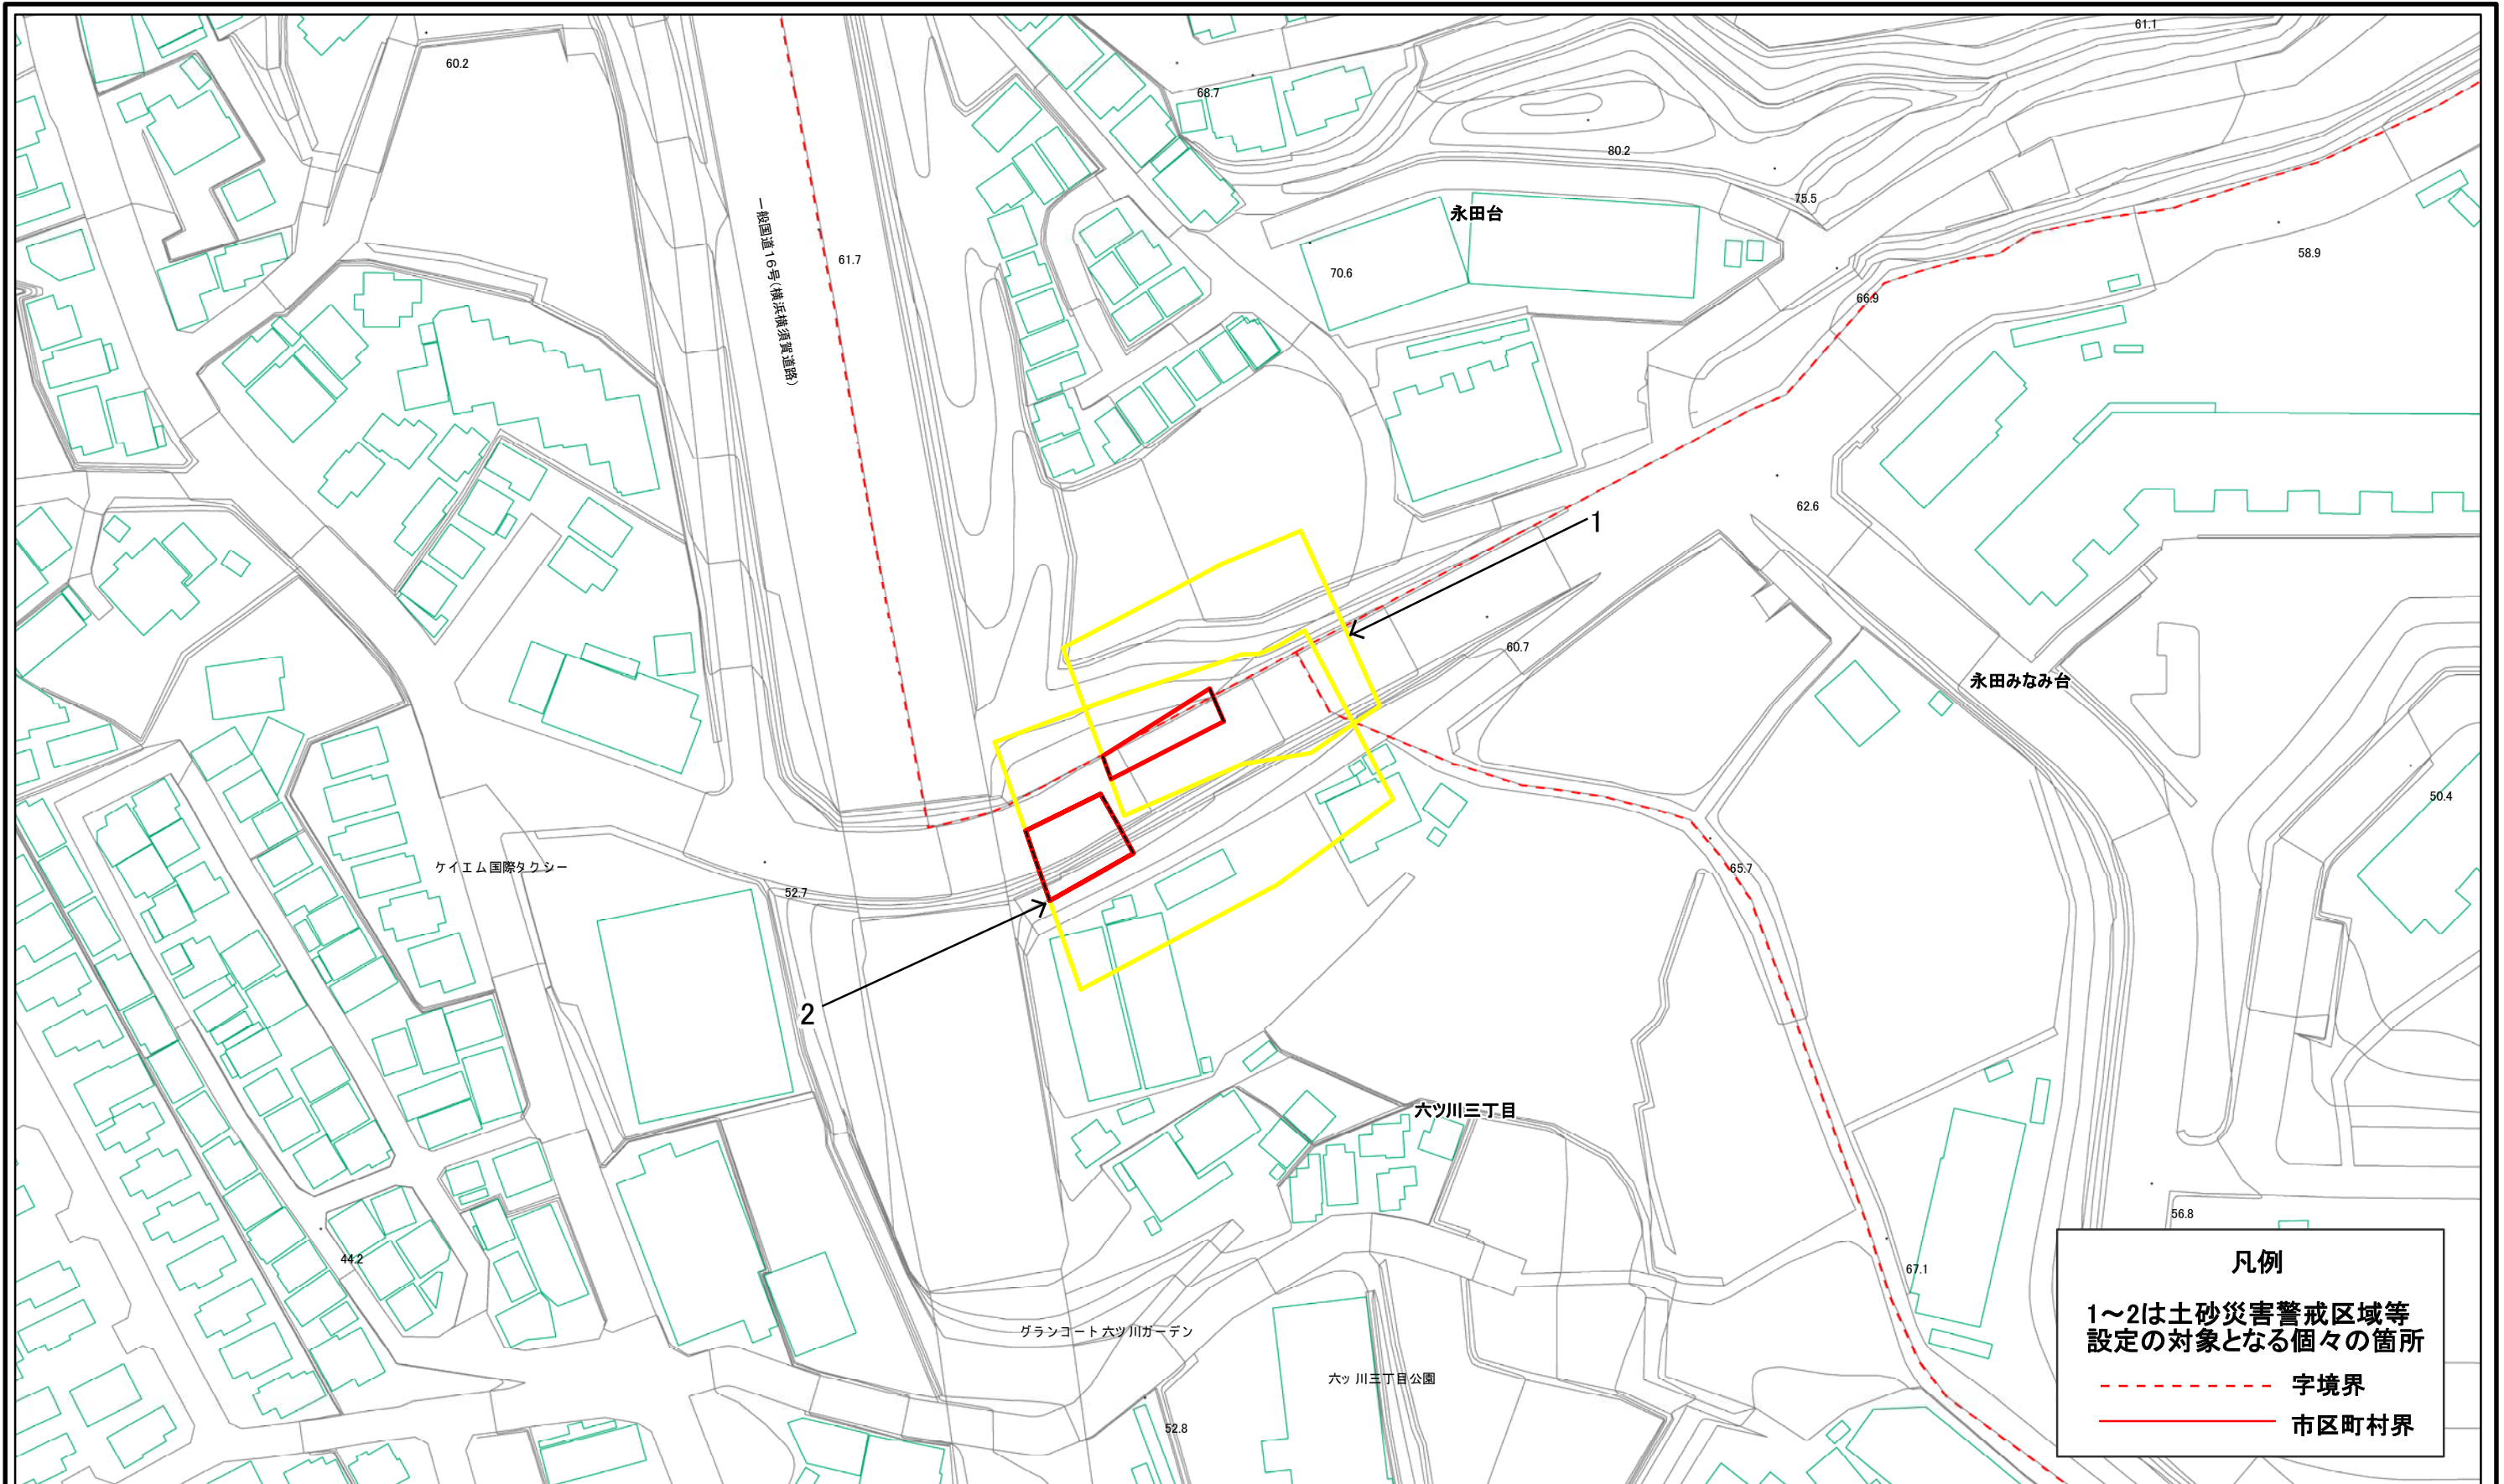 61.1
60.2
68.7
80.2
75.5
永田台
一般国道16号(横浜横須賀道路)
61.7
70.6
58.9
66.9
62.6
1
60.7
永田みなみ台
50.4
ケイエム国際タクシー
52.7
65.7
2
六ツ川三丁目
56.8
44.2
67.1
グランコート六ツ川ガーデン
六ッ川三丁目公園
52.8
凡例
1～2は土砂災害警戒区域等
設定の対象となる個々の箇所
字境界
市区町村界